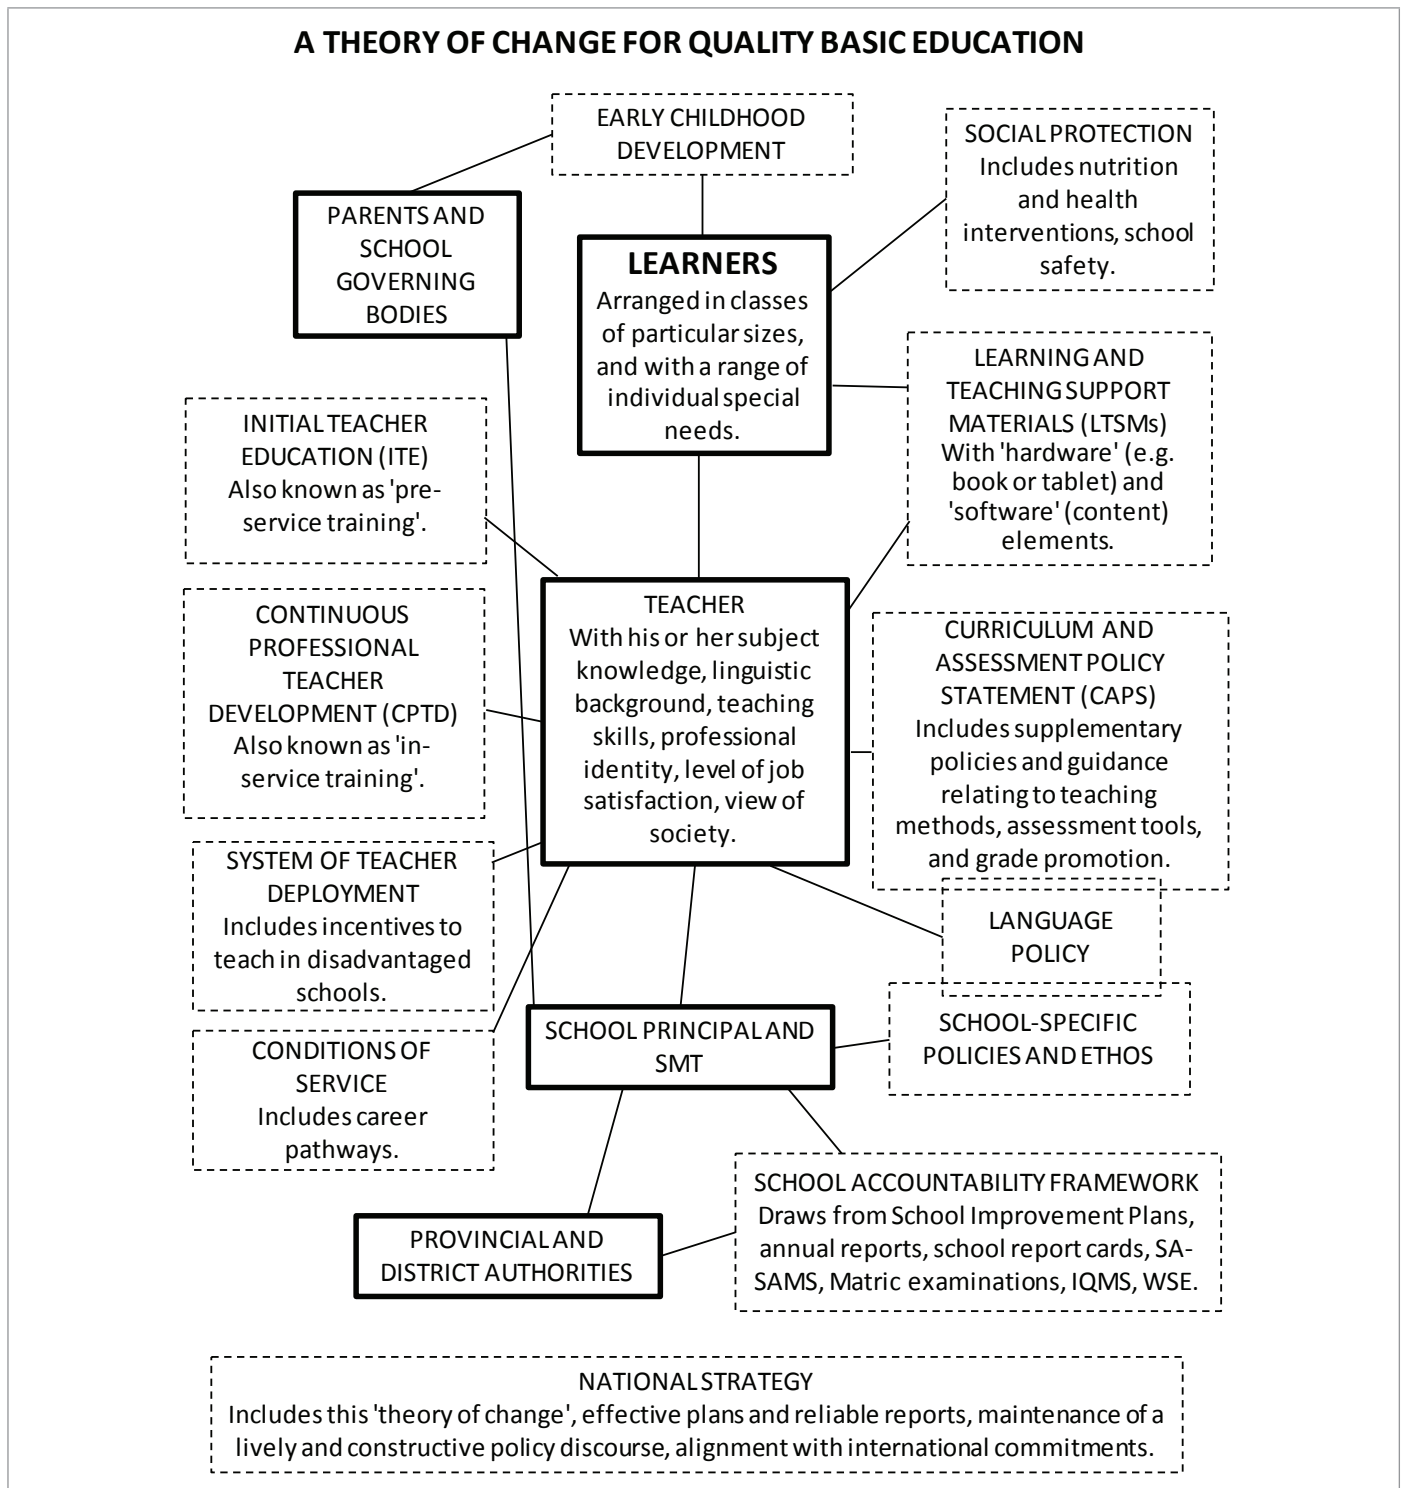 A THEORY OF CHANGE FOR QUALITY BASIC EDUCATION
EARLY CHILDHOOD
DEVELOPMENT
SOCIAL PROTECTION
Includes nutrition
and health
interventions, school
safety.
PARENTS AND
SCHOOL
GOVERNING
BODIES
LEARNERS
Arranged in classes
of particular sizes,
and with a range of
individual special
needs.
LEARNING AND
TEACHING SUPPORT
MATERIALS (LTSMs)
With 'hardware' (e.g.
book or tablet) and
'software' (content)
elements.
INITIAL TEACHER
EDUCATION (ITE)
Also known as 'pre-
service training'.
CONTINUOUS
PROFESSIONAL
TEACHER
DEVELOPMENT (CPTD)
Also known as 'in-
service training'.
TEACHER
With his or her subject
knowledge, linguistic
background, teaching
skills, professional
identity, level of job
satisfaction, view of
society.
CURRICULUM AND
ASSESSMENT POLICY
STATEMENT (CAPS)
Includes supplementary
policies and guidance
relating to teaching
methods, assessment tools,
and grade promotion.
SYSTEM OF TEACHER
DEPLOYMENT
Includes incentives to
teach in disadvantaged
schools.
LANGUAGE
POLICY
CONDITIONS OF
SERVICE
Includes career
pathways.
SCHOOL PRINCIPAL AND
SMT
SCHOOL-SPECIFIC
POLICIES AND ETHOS
PROVINCIAL AND
DISTRICT AUTHORITIES
SCHOOL ACCOUNTABILITY FRAMEWORK
Draws from School Improvement Plans,
annual reports, school report cards, SA-
SAMS, Matric examinations, IQMS, WSE.
NATIONAL STRATEGY
Includes this 'theory of change', effective plans and reliable reports, maintenance of a
lively and constructive policy discourse, alignment with international commitments.